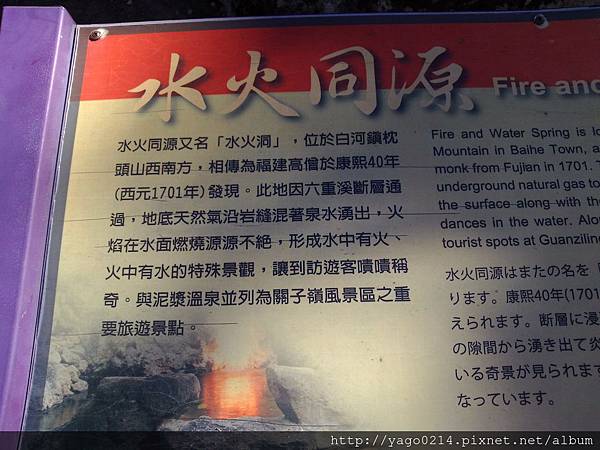 水火同源
Fire and
水火同源又名「水火洞」，位於白河鎮枕
頭山西南方，相傳為福建高僧於康熙40年
(西元1701年)發現。此地因六重溪斷層通
過，地底天然氣沿岩縫混著泉水湧出，火
焰在水面燃燒源源不絕，形成水中有火、
火中有水的特殊景觀，讓到訪遊客嘖嘖稱
奇。與泥漿溫泉並列為關子嶺風景區之重
要旅遊景點。
Fire and Water Spring is lo
Mountain in Baihe Town, a
monk from Fujian in 1701. T
underground natural gas to
the surface along with the
dances in the water. Alo
tourist spots at Guanziling
水火同源はまたの名を「
ります。康熙40年(1701
えられます。断層に浸
の隙間から湧き出て炎
いる奇景が見られます
なっています。
http://yago0214.pixnet.net/album